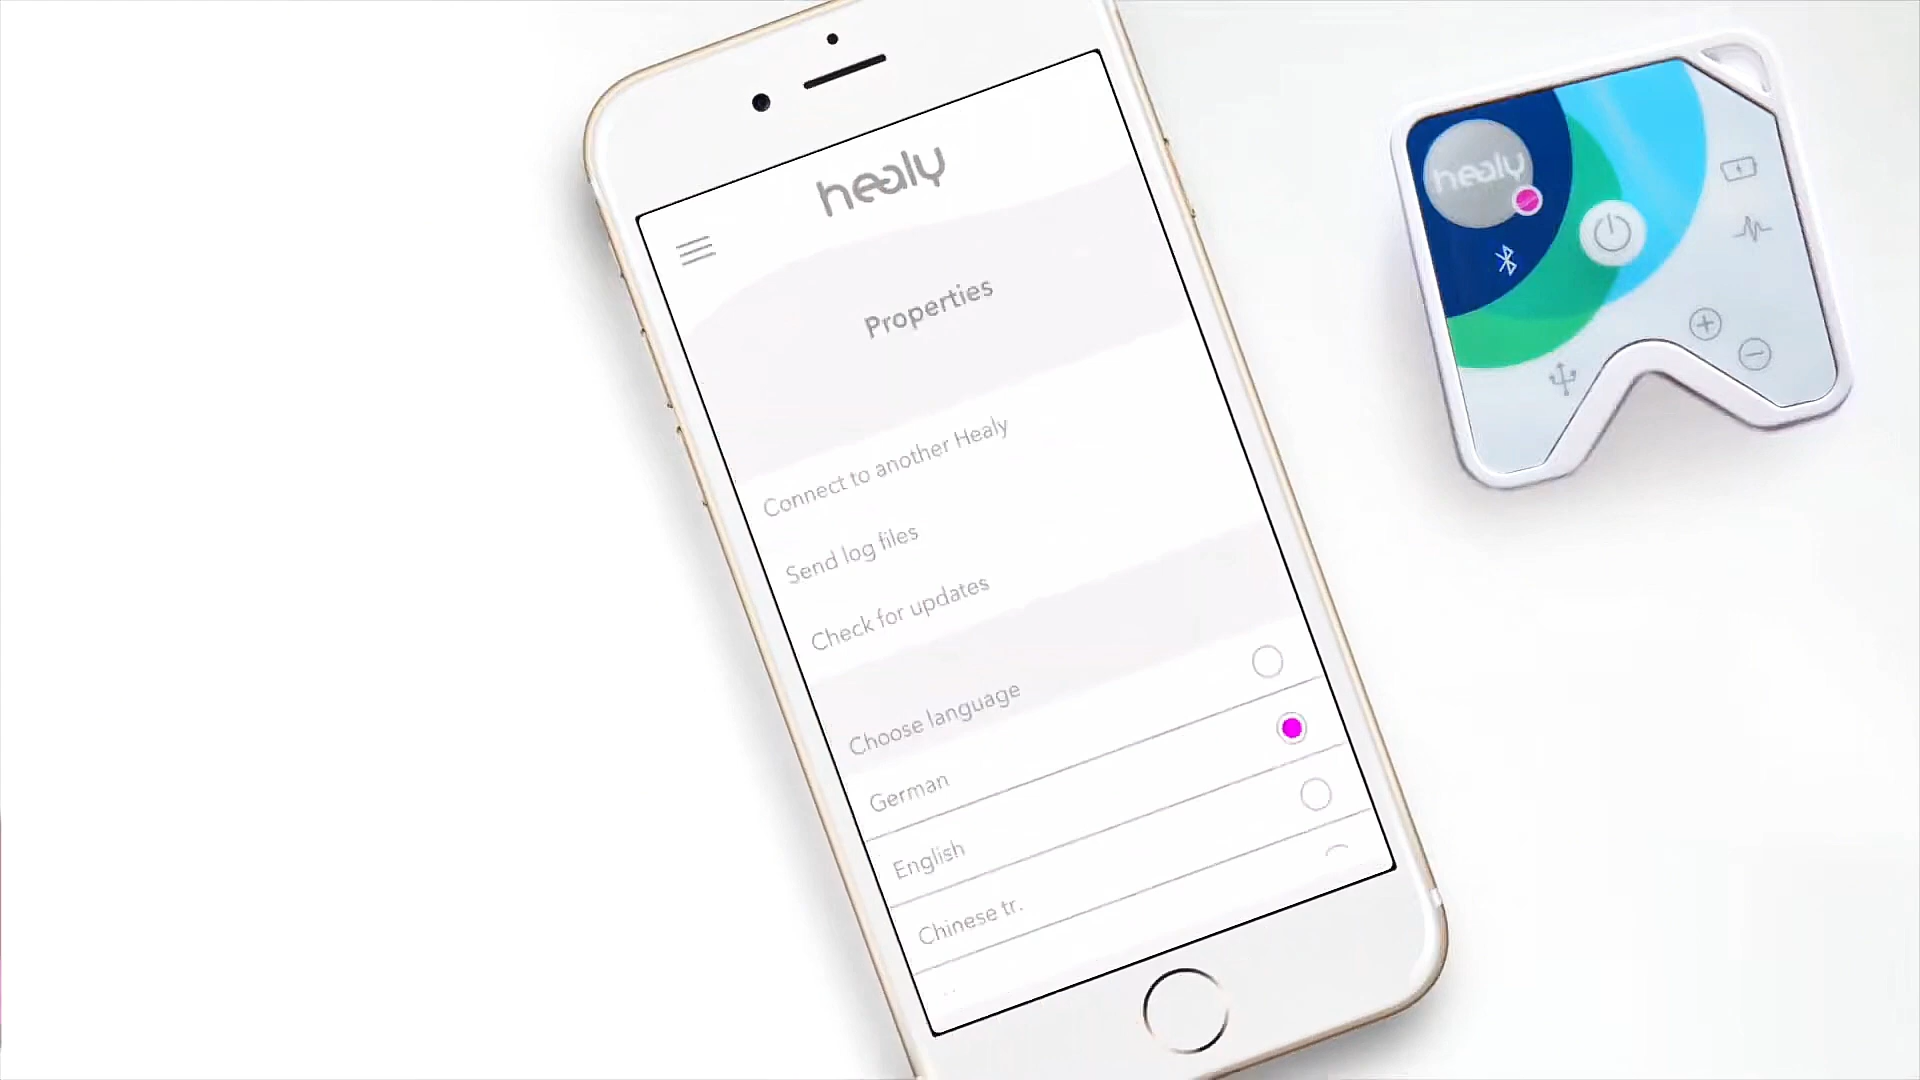 healy
Properties
Connect to another Healy
Send log files
Check for updates
Choose language
German
English
Chinese tr.
healy